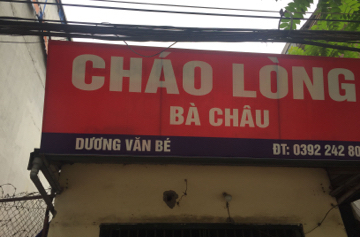 CHÁO LÒNG
BÀ CHÂU
DƯƠNG VĂN BÉ ĐT: 0392 242 80